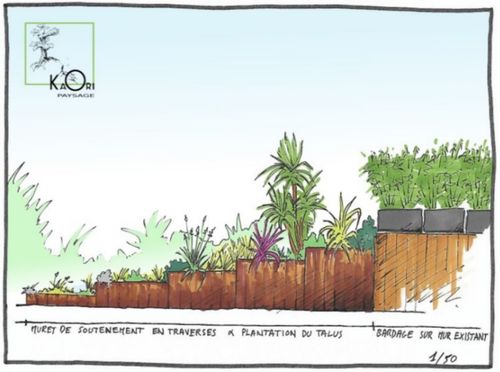 KAORI
PAYSAGE
MURET DE SOUTENEMENT EN TRAVERSES & PLANTATION DU TALUS
BARDAGE SUR MUR EXISTANT
1/50